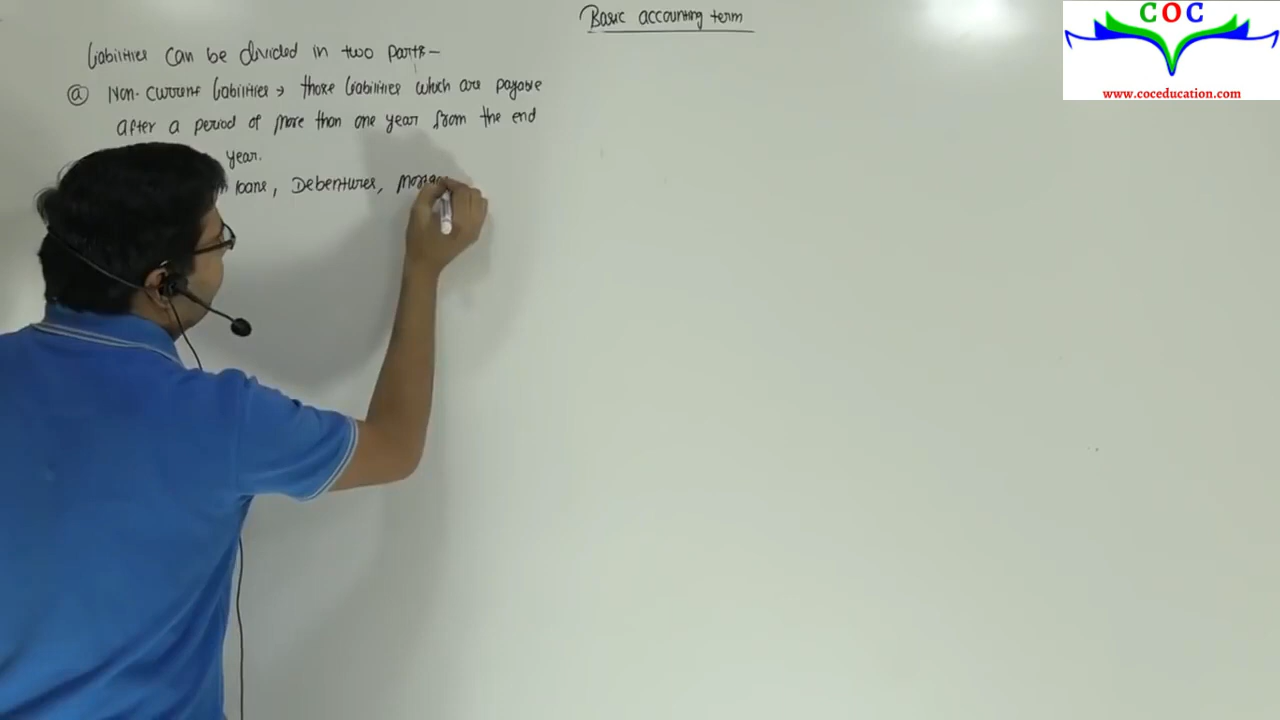 Basic accounting term
COC
www.coceducation.com
Liabilities can be divided in two parts-
(a) Non-current liabilities → those liabilities which are payable
after a period of more than one year from the end
year.
loans, Debentures,